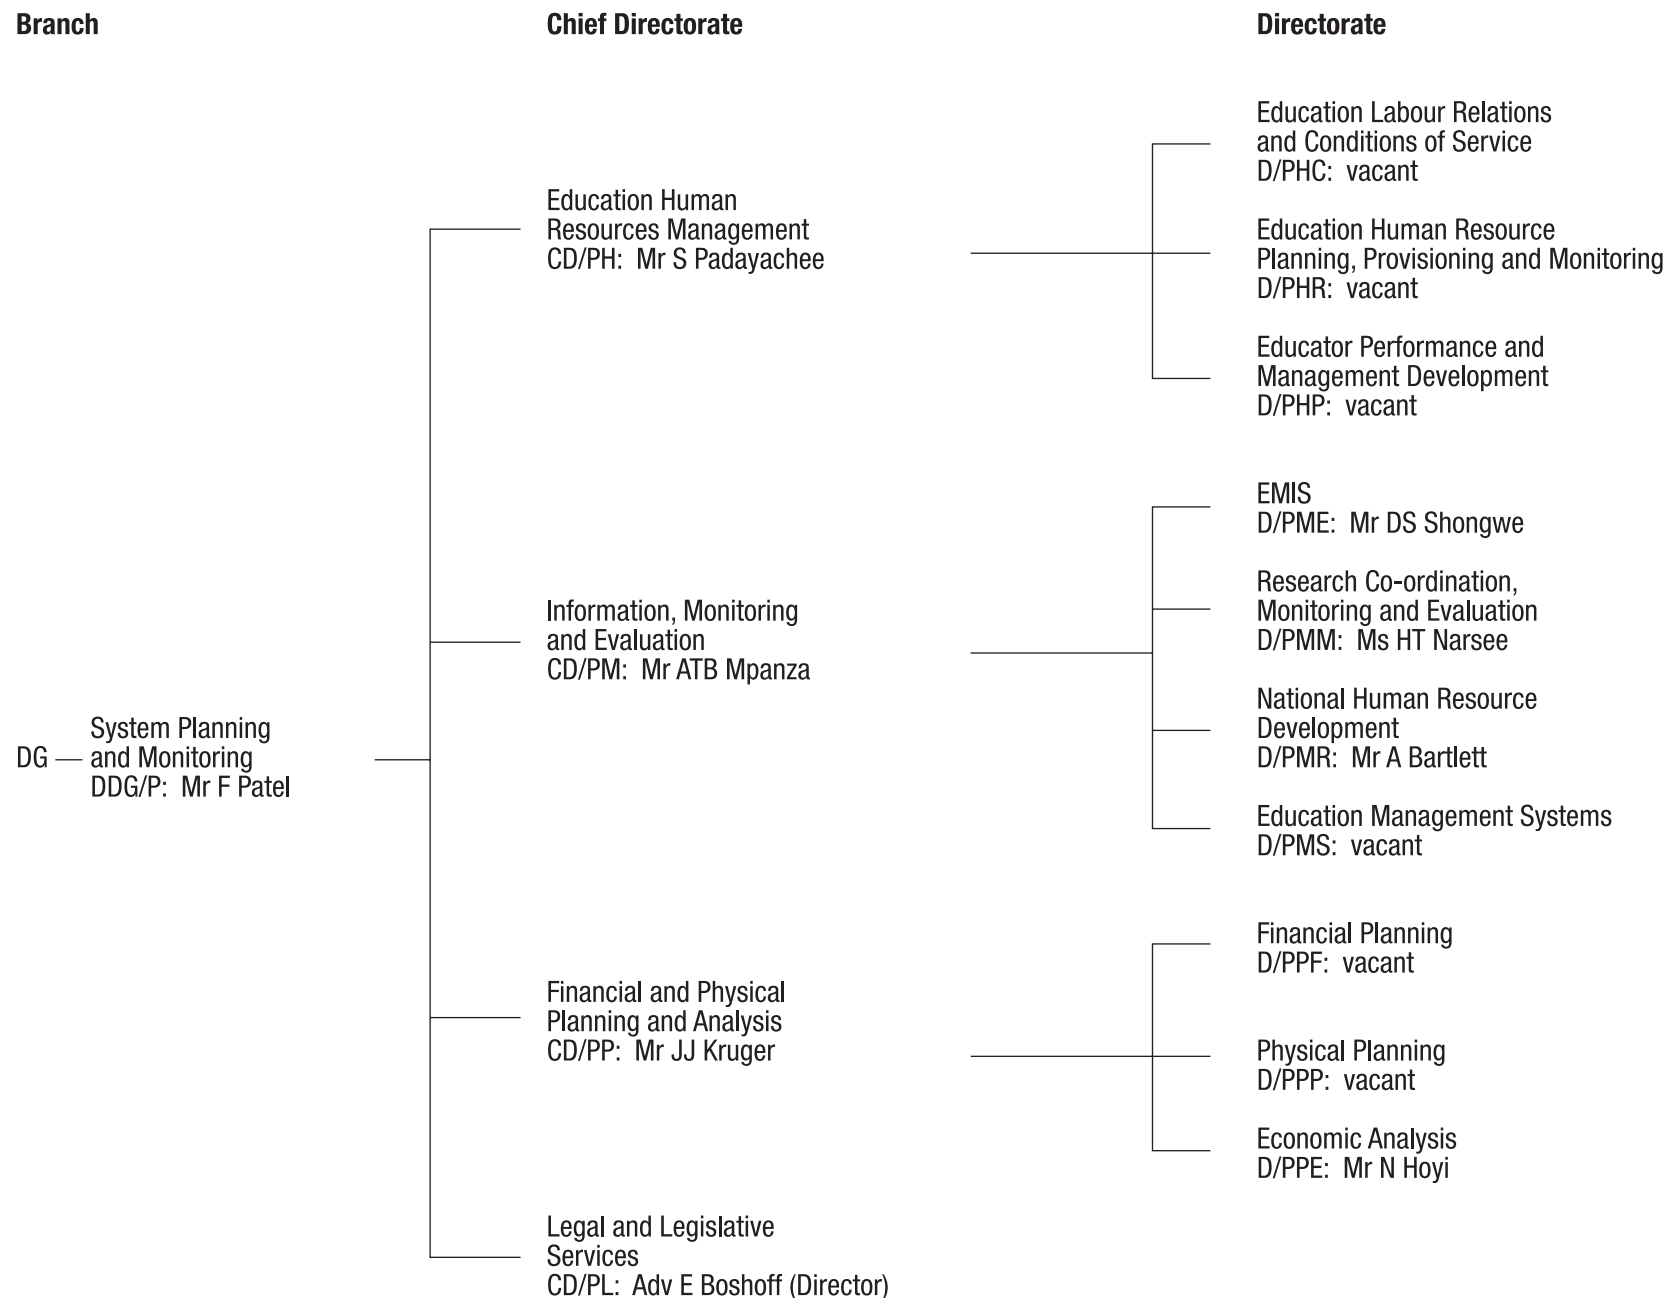 Branch
Chief Directorate
Directorate
DG
System Planning
and Monitoring
DDG/P: Mr F Patel
Education Human
Resources Management
CD/PH: Mr S Padayachee
Education Labour Relations
and Conditions of Service
D/PHC: vacant
Education Human Resource
Planning, Provisioning and Monitoring
D/PHR: vacant
Educator Performance and
Management Development
D/PHP: vacant
Information, Monitoring
and Evaluation
CD/PM: Mr ATB Mpanza
EMIS
D/PME: Mr DS Shongwe
Research Co-ordination,
Monitoring and Evaluation
D/PMM: Ms HT Narsee
National Human Resource
Development
D/PMR: Mr A Bartlett
Education Management Systems
D/PMS: vacant
Financial and Physical
Planning and Analysis
CD/PP: Mr JJ Kruger
Financial Planning
D/PPF: vacant
Physical Planning
D/PPP: vacant
Economic Analysis
D/PPE: Mr N Hoyi
Legal and Legislative
Services
CD/PL: Adv E Boshoff (Director)